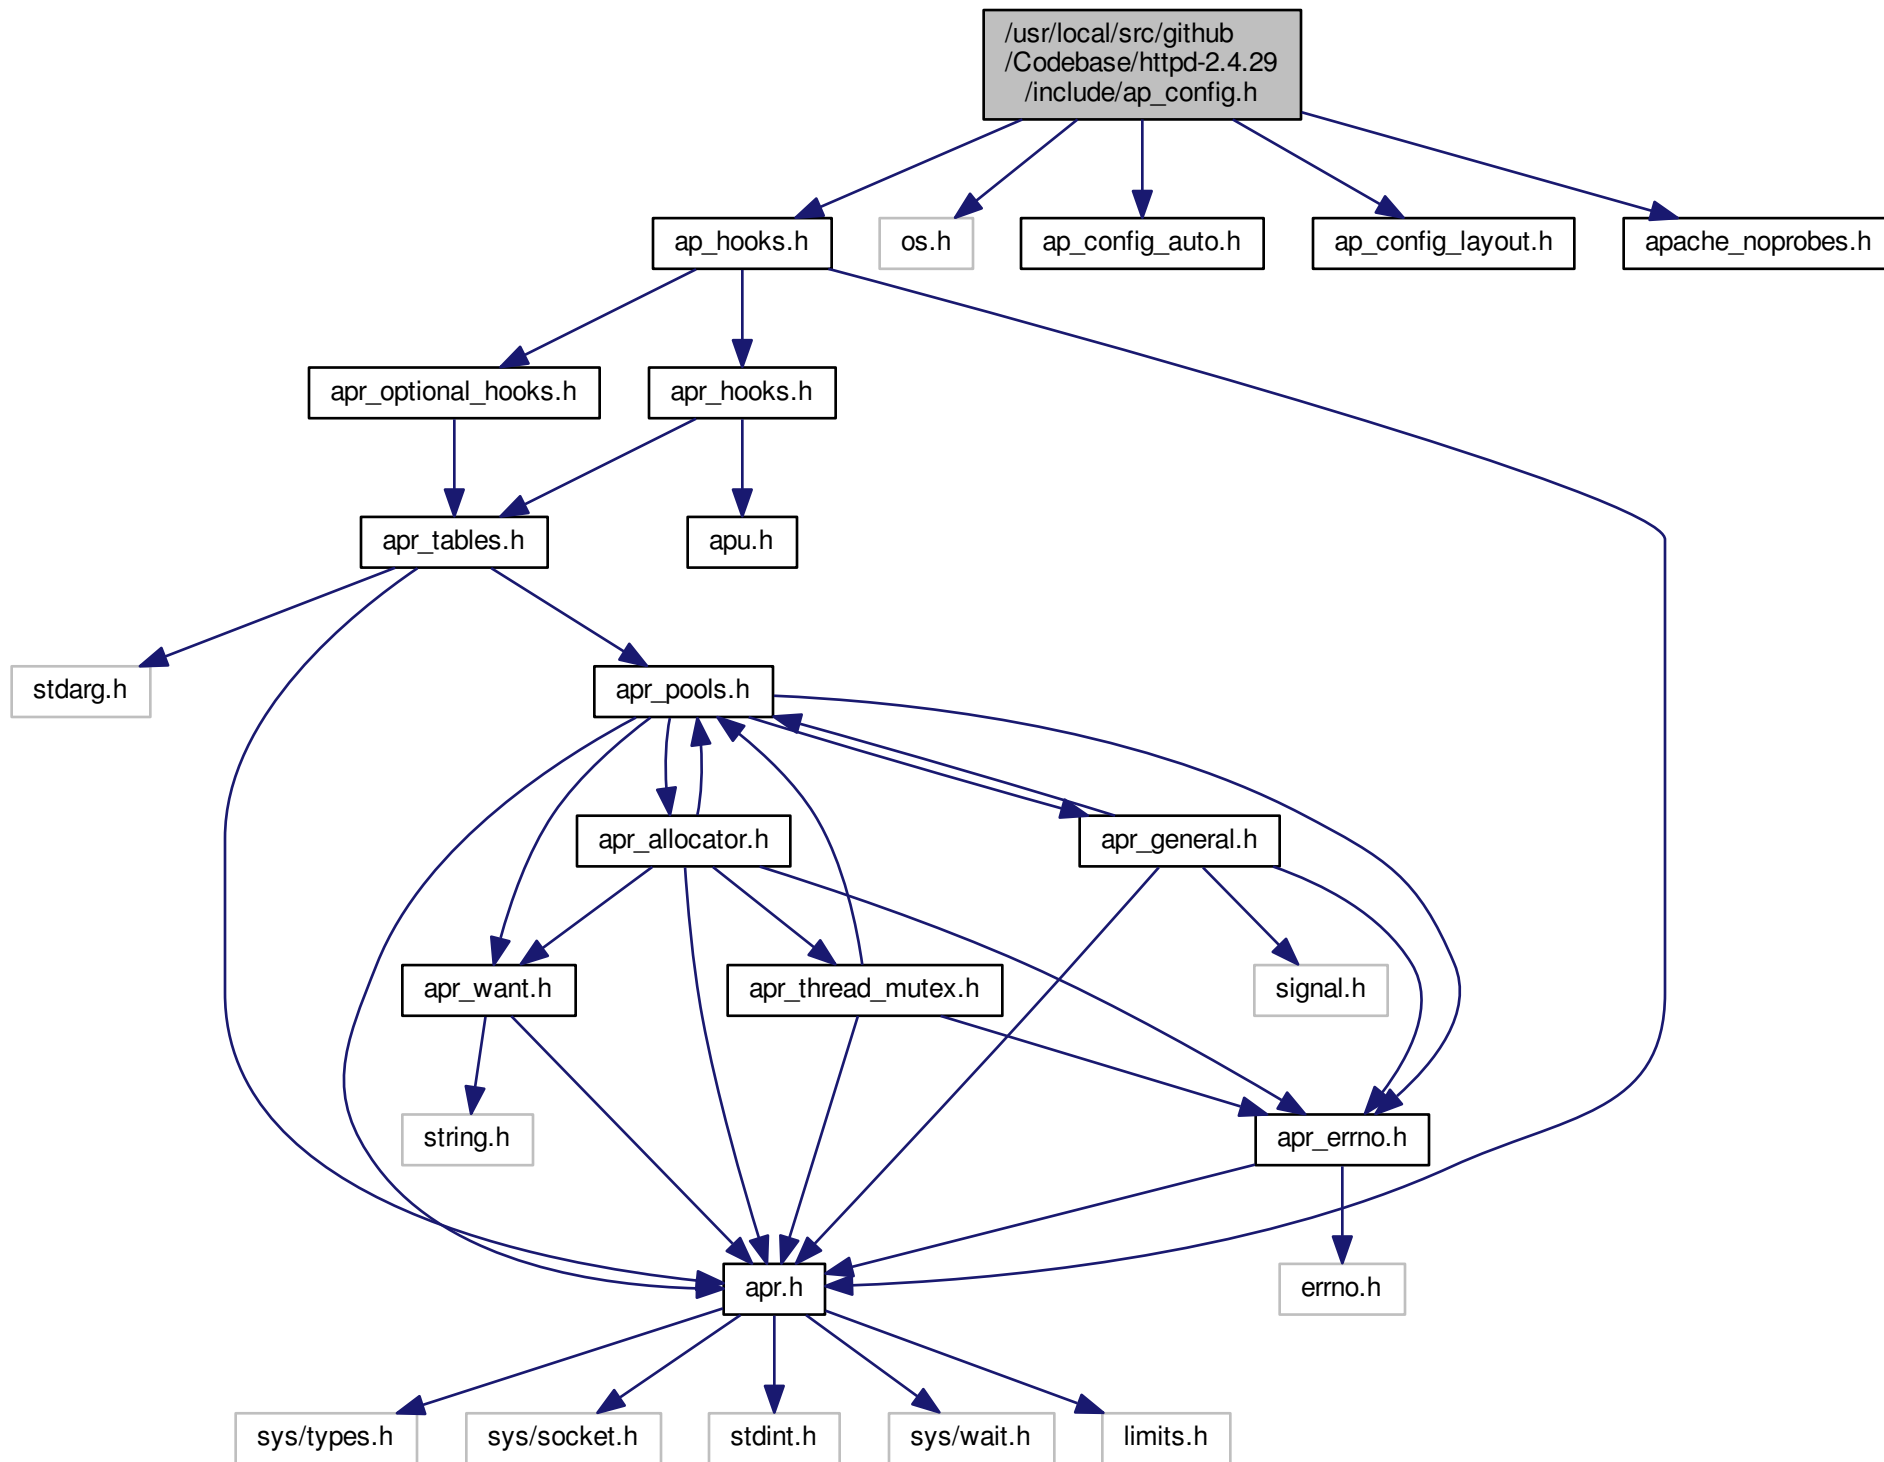 /usr/local/src/github
/Codebase/httpd-2.4.29
/include/ap_config.h
ap_hooks.h
os.h
ap_config_auto.h
ap_config_layout.h
apache_noprobes.h
apr_optional_hooks.h
apr_hooks.h
apr_tables.h
apu.h
stdarg.h
apr_pools.h
apr_allocator.h
apr_general.h
apr_want.h
apr_thread_mutex.h
signal.h
string.h
apr_errno.h
apr.h
errno.h
sys/types.h
sys/socket.h
stdint.h
sys/wait.h
limits.h